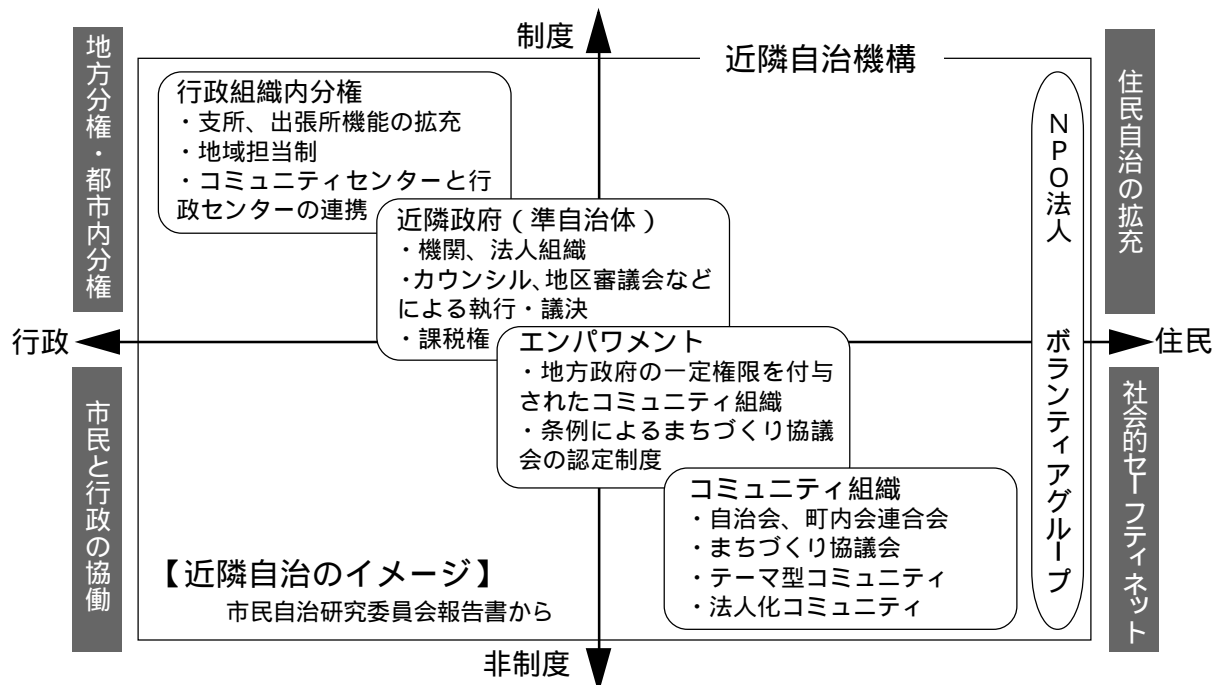 制度
近隣自治機構
地方分権・都市内分権
行政組織内分権
・支所、出張所機能の拡充
・地域担当制
・コミュニティセンターと行
政センターの連携
近隣政府(準自治体)
・機関、法人組織
・カウンシル、地区審議会など
による執行・議決
・課税権
NPO法人
ボランティアグループ
住民自治の拡充
行政
住民
エンパワメント
・地方政府の一定権限を付与
されたコミュニティ組織
・条例によるまちづくり協議
会の認定制度
コミュニティ組織
・自治会、町内会連合会
・まちづくり協議会
・テーマ型コミュニティ
・法人化コミュニティ
市民と行政の協働
社会的セーフティネット
【近隣自治のイメージ】
市民自治研究委員会報告書から
非制度